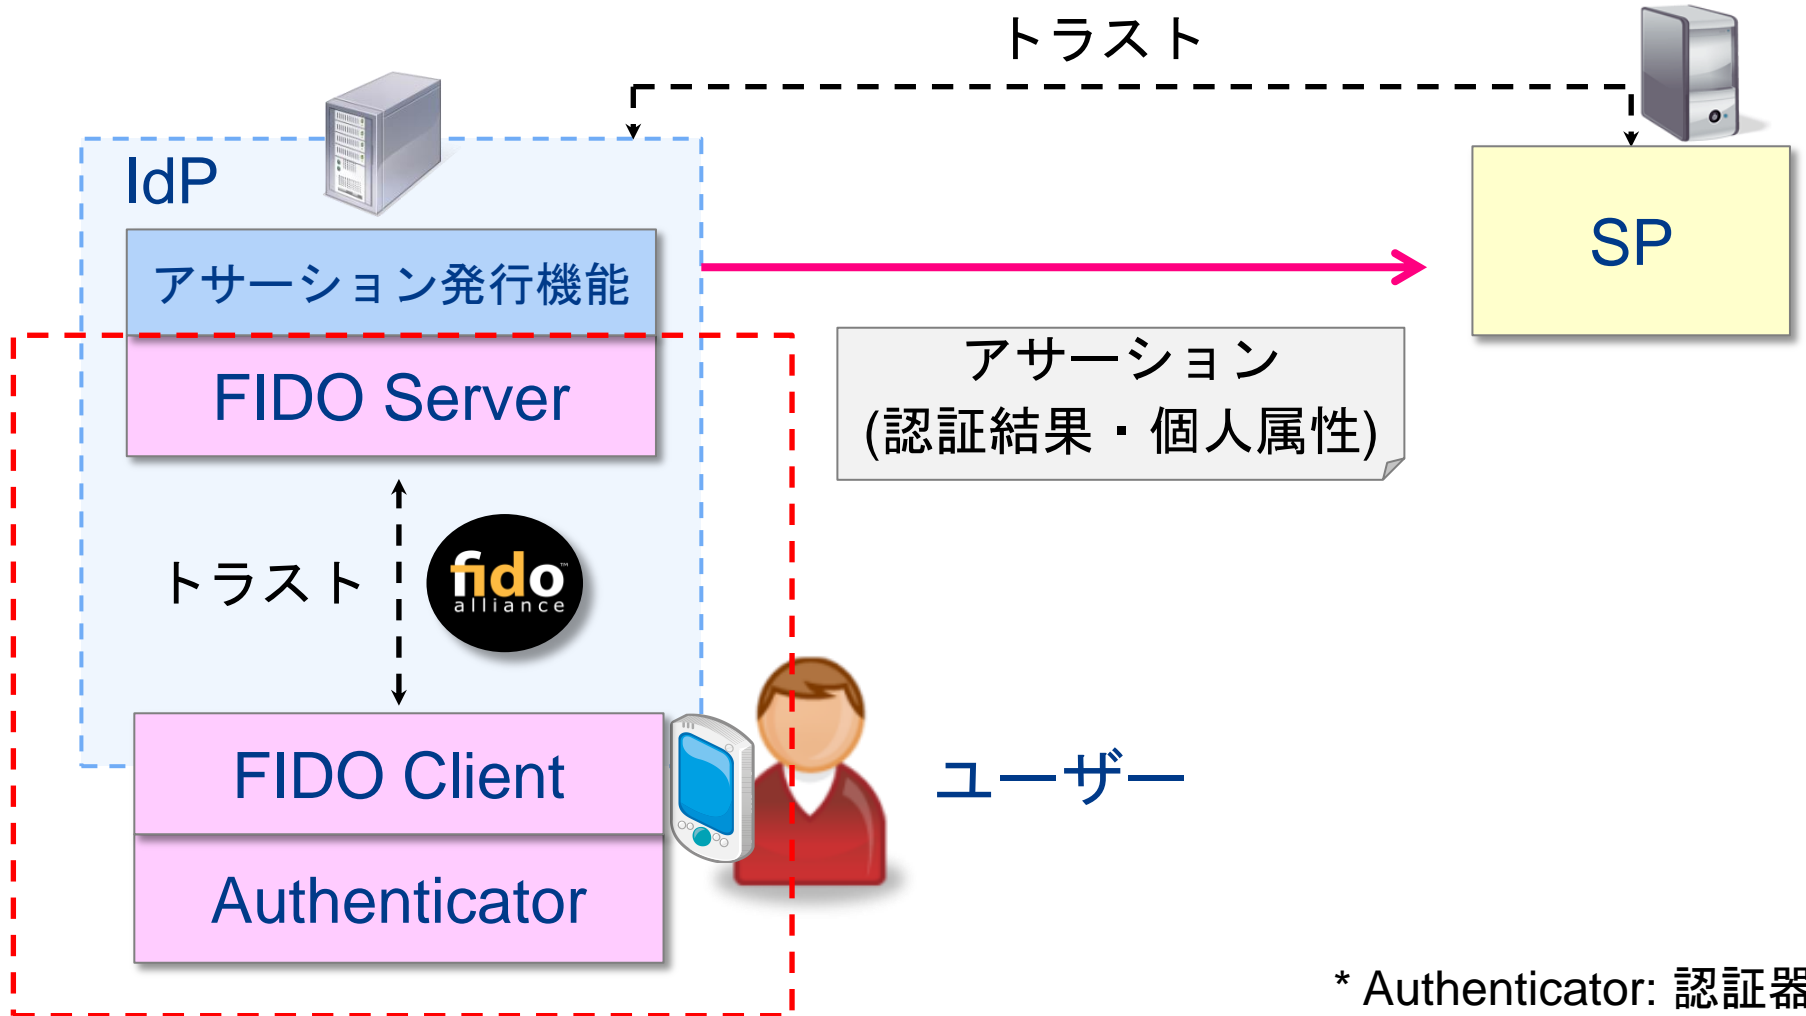 トラスト
IdP
アサーション発行機能
SP
FIDO Server
アサーション
(認証結果・個人属性)
トラスト
fido™
alliance
FIDO Client
ユーザー
Authenticator
* Authenticator: 認証器